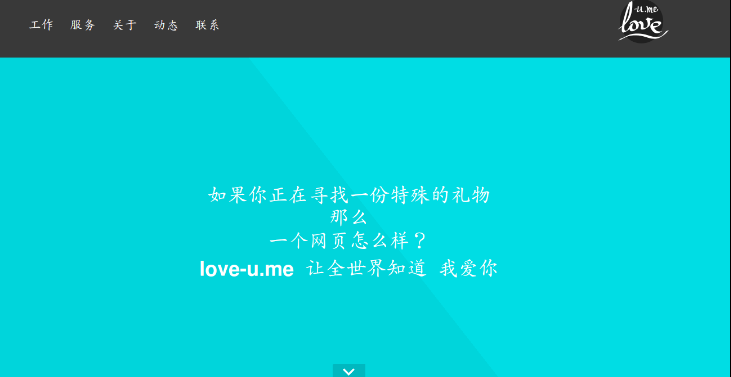 工作 服务 关于 动态 联系
u.me
love
如果你正在寻找一份特殊的礼物
那么
一个网页怎么样？
love-u.me 让全世界知道 我爱你